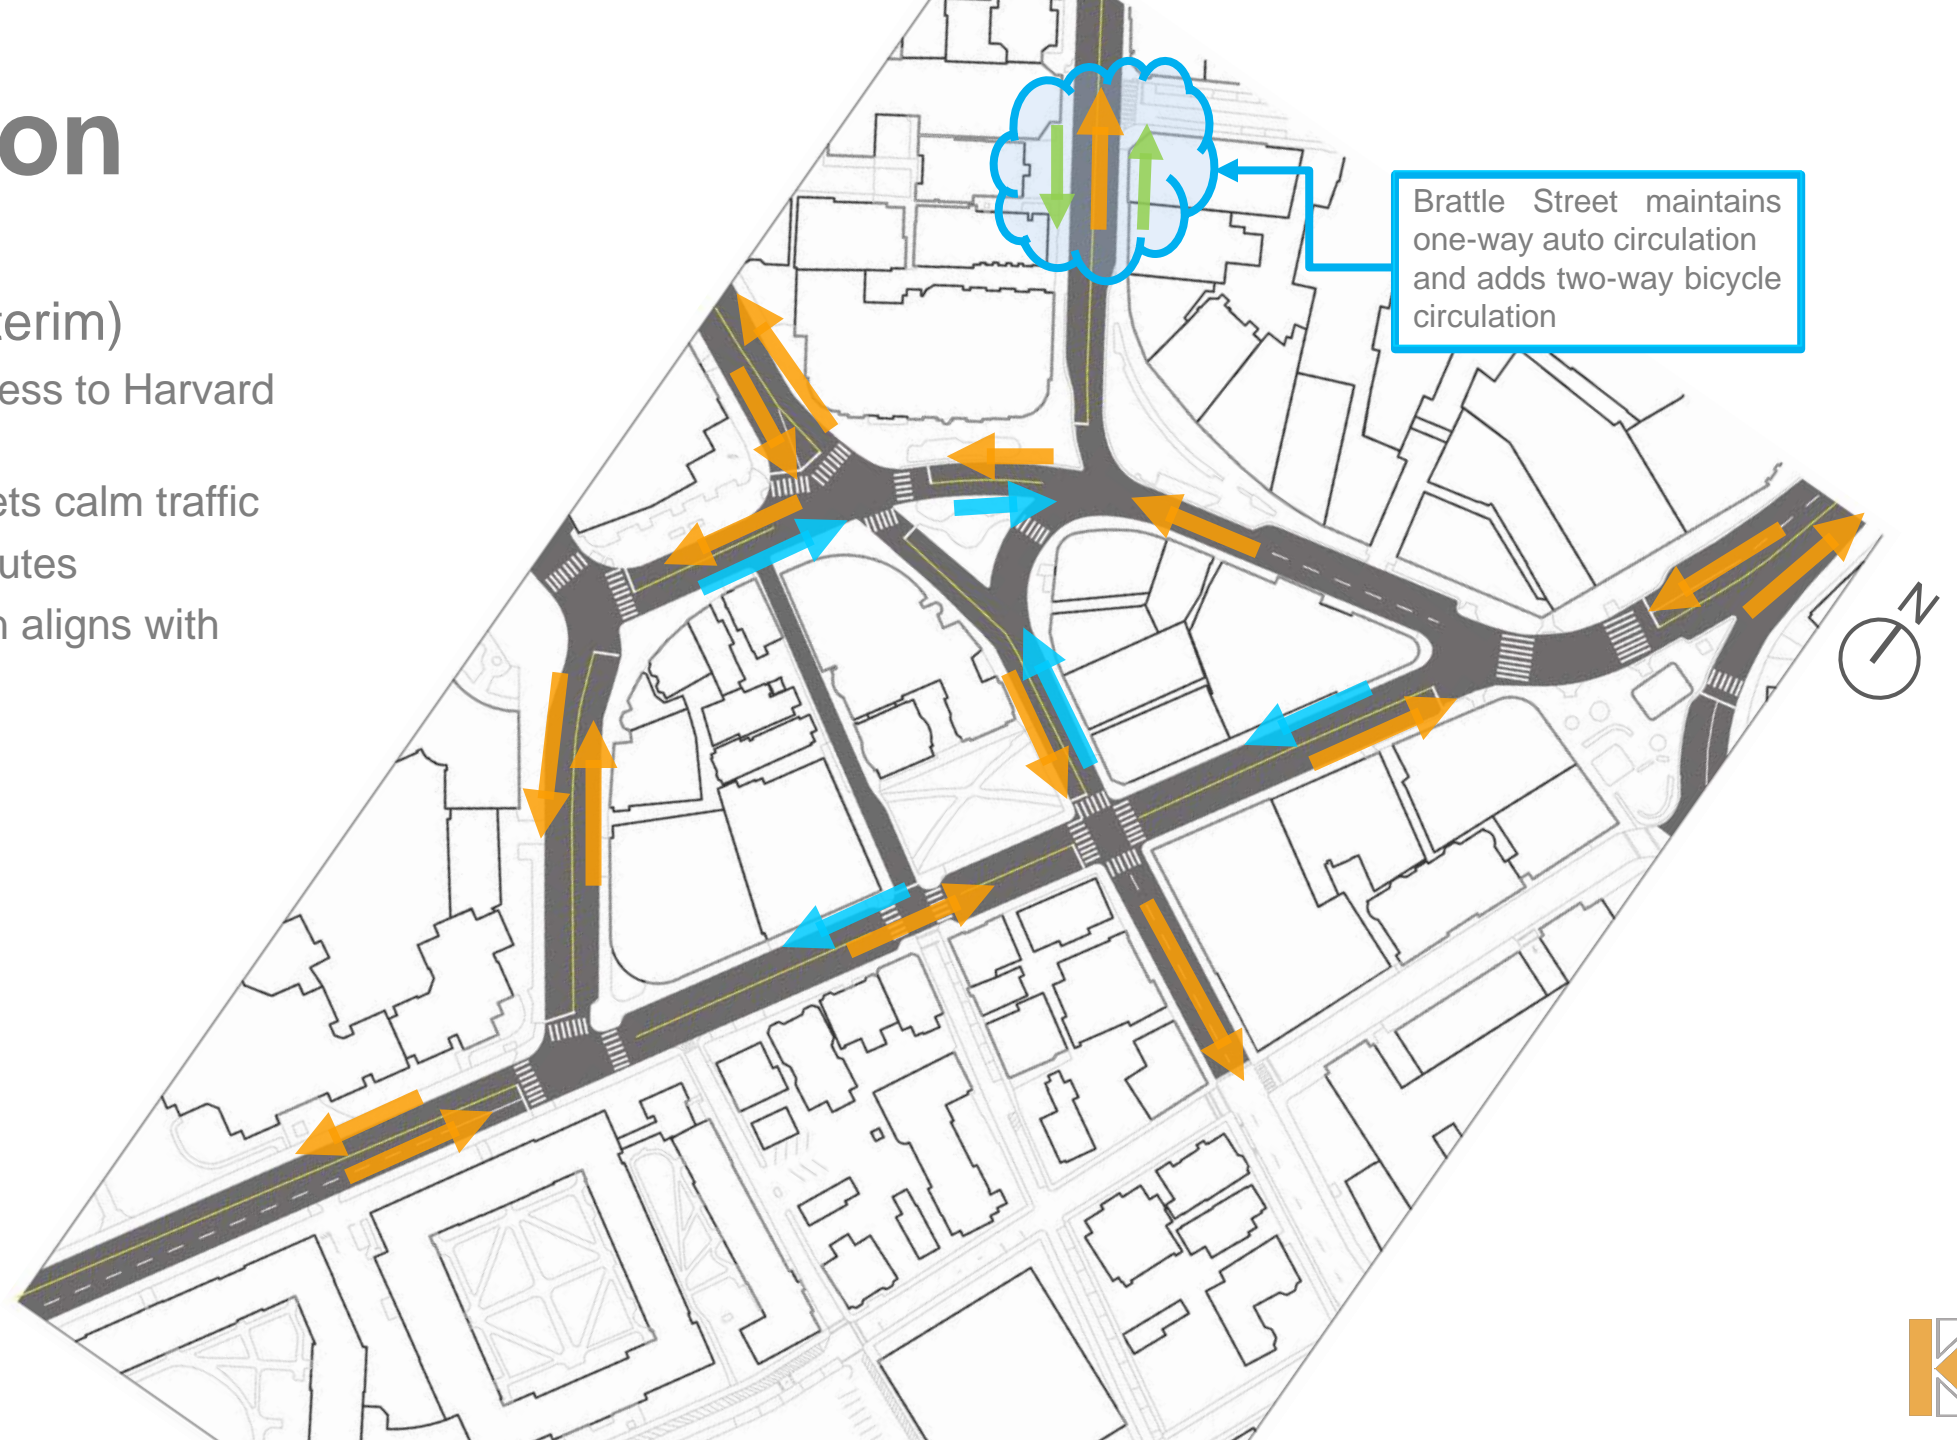 on
terim)
ess to Harvard
ets calm traffic
utes
n aligns with
Brattle Street maintains
one-way auto circulation
and adds two-way bicycle
circulation
N
K